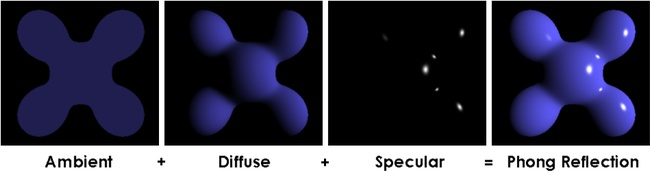 Ambient + Diffuse + Specular = Phong Reflection